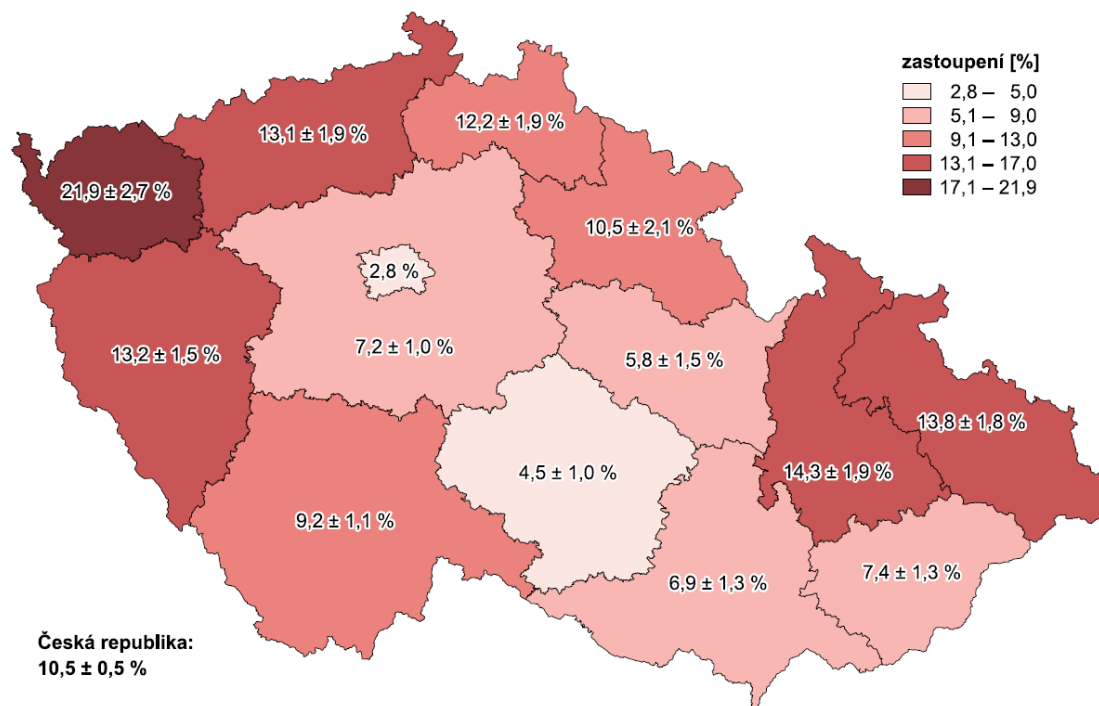 zastoupení [%]
2,8 – 5,0
5,1 – 9,0
9,1 – 13,0
13,1 – 17,0
17,1 – 21,9
13,1 ± 1,9 %
12,2 ± 1,9 %
21,9 ± 2,7 %
10,5 ± 2,1 %
2,8 %
7,2 ± 1,0 %
13,2 ± 1,5 %
5,8 ± 1,5 %
13,8 ± 1,8 %
4,5 ± 1,0 %
14,3 ± 1,9 %
9,2 ± 1,1 %
7,4 ± 1,3 %
6,9 ± 1,3 %
Česká republika:
10,5 ± 0,5 %